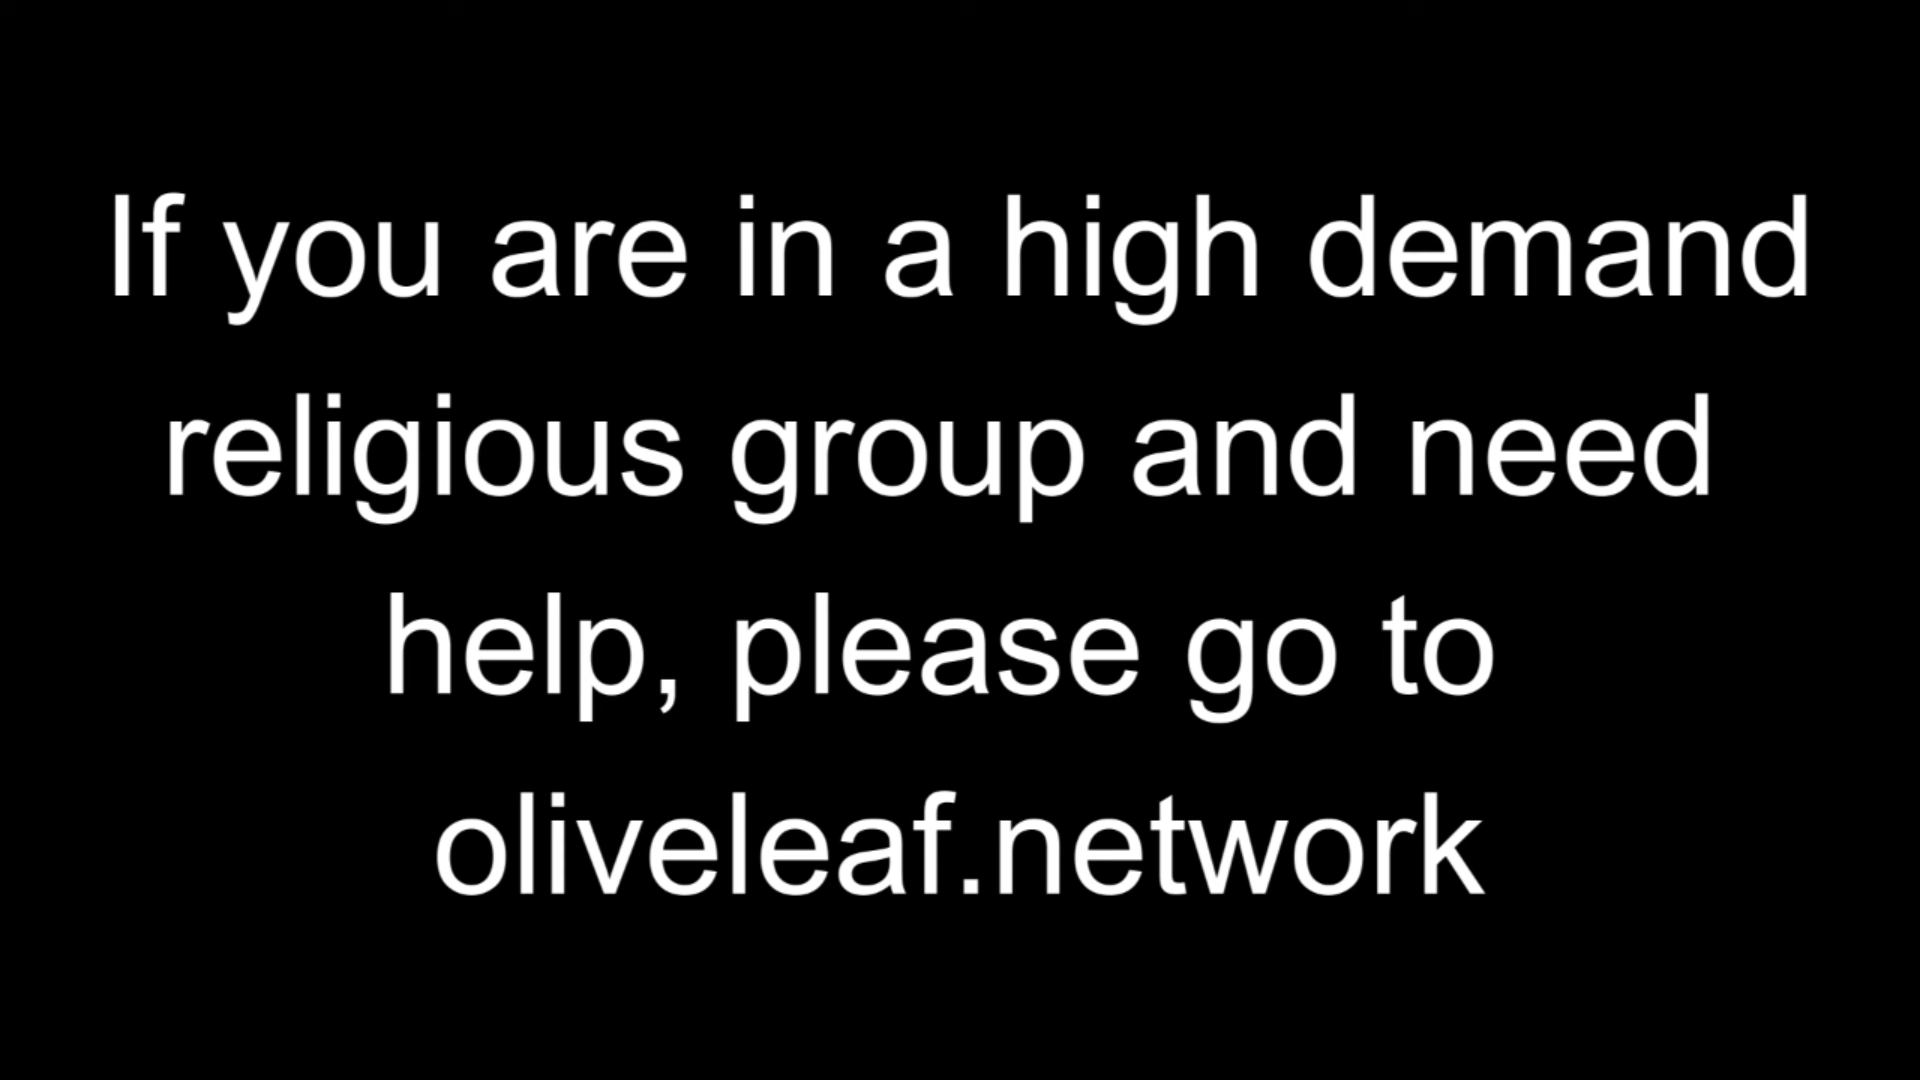 If you are in a high demand
religious group and need
help, please go to
oliveleaf.network